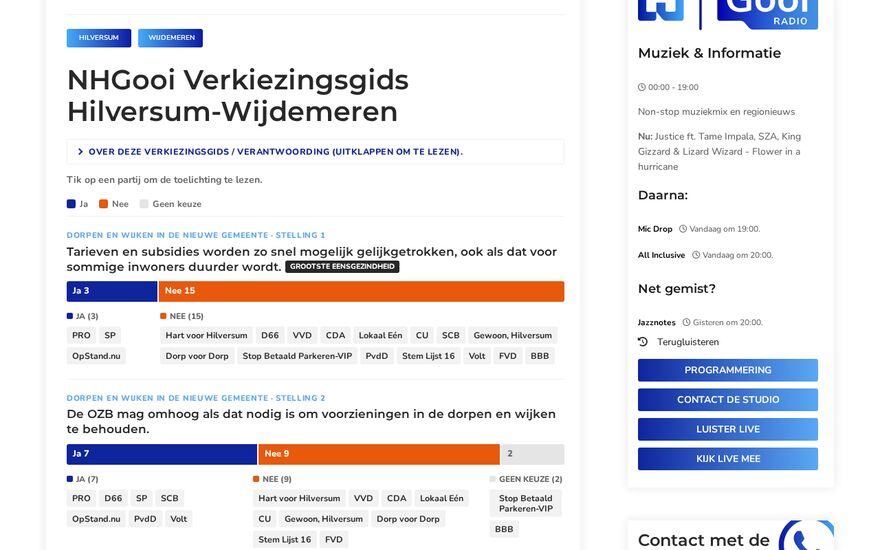 HILVERSUM
WIJDEMEREN
NHGooi Verkiezingsgids
Hilversum-Wijdemeren
OVER DEZE VERKIEZINGSGIDS / VERANTWOORDING (UITKLAPPEN OM TE LEZEN).
Tik op een partij om de toelichting te lezen.
Ja Nee Geen keuze
DORPEN EN WIJKEN IN DE NIEUWE GEMEENTE · STELLING 1
Tarieven en subsidies worden zo snel mogelijk gelijkgetrokken, ook als dat voor
sommige inwoners duurder wordt. GROOTSTE EENSGEZINDHEID
Ja 3 Nee 15
JA (3)
PRO SP
OpStand.nu
NEE (15)
Hart voor Hilversum D66 VVD CDA Lokaal Eén CU SCB Gewoon, Hilversum
Dorp voor Dorp Stop Betaald Parkeren-VIP PvdD Stem Lijst 16 Volt FVD BBB
DORPEN EN WIJKEN IN DE NIEUWE GEMEENTE · STELLING 2
De OZB mag omhoog als dat nodig is om voorzieningen in de dorpen en wijken
te behouden.
Ja 7 Nee 9 2
JA (7)
PRO D66 SP SCB
OpStand.nu PvdD Volt
NEE (9)
Hart voor Hilversum VVD CDA Lokaal Eén
CU Gewoon, Hilversum Dorp voor Dorp
Stem Lijst 16 FVD
GEEN KEUZE (2)
Stop Betaald
Parkeren-VIP
BBB
Gooi
RADIO
Muziek & Informatie
00:00 - 19:00
Non-stop muziekmix en regionieuws
Nu: Justice ft. Tame Impala, SZA, King
Gizzard & Lizard Wizard - Flower in a
hurricane
Daarna:
Mic Drop Vandaag om 19:00.
All Inclusive Vandaag om 20:00.
Net gemist?
Jazznotes Gisteren om 20:00.
Terugluisteren
PROGRAMMERING
CONTACT DE STUDIO
LUISTER LIVE
KIJK LIVE MEE
Contact met de